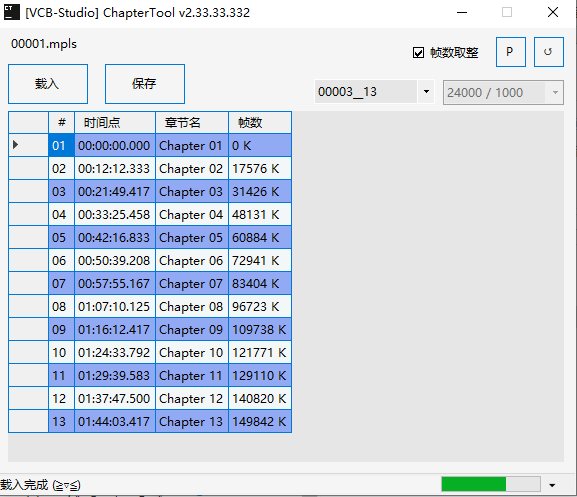 [VCB-Studio] ChapterTool v2.33.33.332
00001.mpls
帧数取整 P ↺
载入 保存 00003__13 24000 / 1000
# 时间点 章节名 帧数
01 00:00:00.000 Chapter 01 0 K
02 00:12:12.333 Chapter 02 17576 K
03 00:21:49.417 Chapter 03 31426 K
04 00:33:25.458 Chapter 04 48131 K
05 00:42:16.833 Chapter 05 60884 K
06 00:50:39.208 Chapter 06 72941 K
07 00:57:55.167 Chapter 07 83404 K
08 01:07:10.125 Chapter 08 96723 K
09 01:16:12.417 Chapter 09 109738 K
10 01:24:33.792 Chapter 10 121771 K
11 01:29:39.583 Chapter 11 129110 K
12 01:37:47.500 Chapter 12 140820 K
13 01:44:03.417 Chapter 13 149842 K
载入完成 (≧▽≦)